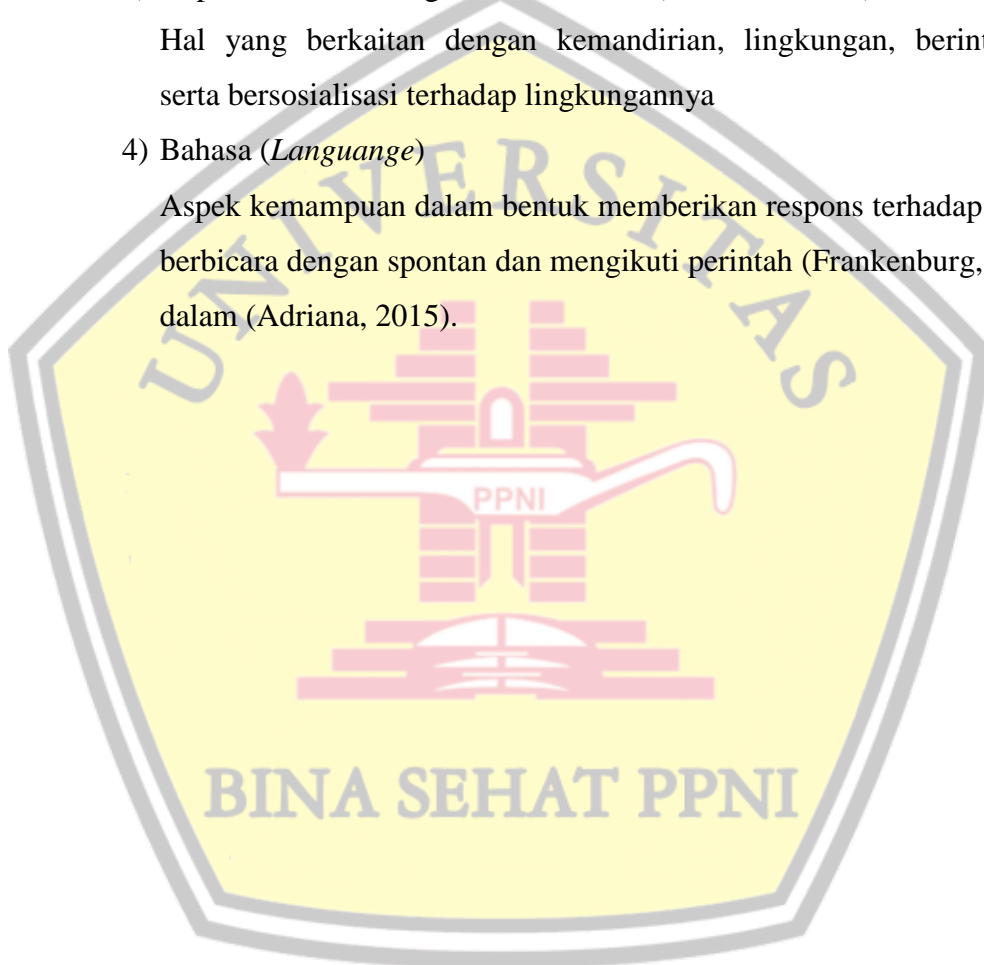 Hal yang berkaitan dengan kemandirian, lingkungan,
serta bersosialisasi terhadap lingkungannya
4) Bahasa (Languange)
Aspek kemampuan dalam bentuk memberikan respons terhadap
berbicara dengan spontan dan mengikuti perintah (Frankenburg,
dalam (Adriana, 2015).
UNIVERSITAS
PPNI
BINA SEHAT PPNI